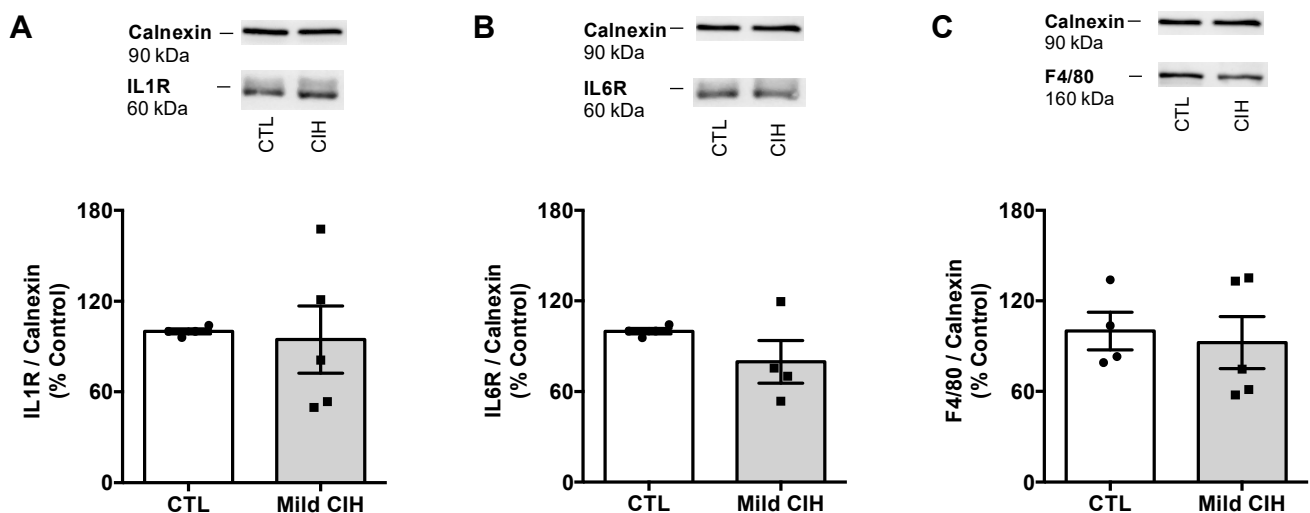 A
Calnexin
90 kDa
IL1R
60 kDa
CTL
CIH
IL1R / Calnexin
(% Control)
180
120
60
0
CTL
Mild CIH
B
Calnexin
90 kDa
IL6R
60 kDa
CTL
CIH
IL6R / Calnexin
(% Control)
180
120
60
0
CTL
Mild CIH
C
Calnexin
90 kDa
F4/80
160 kDa
CTL
CIH
F4/80 / Calnexin
(% Control)
180
120
60
0
CTL
Mild CIH